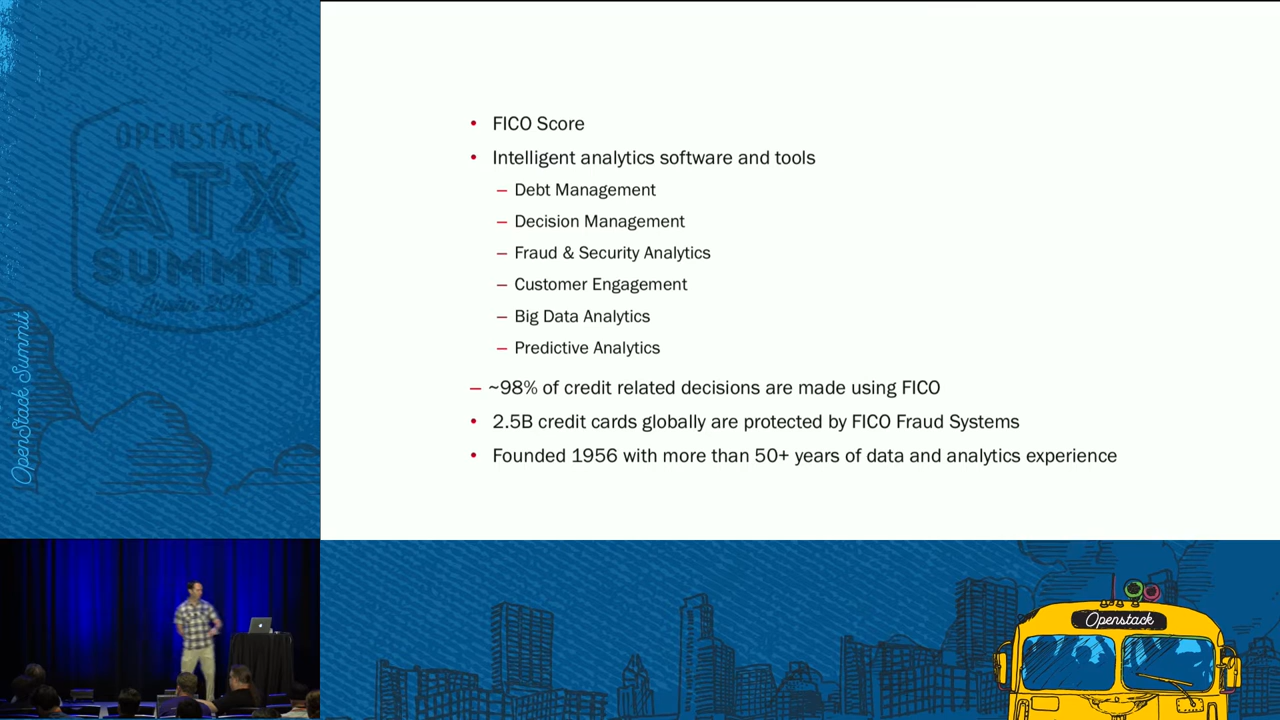 OPENSTACK
ATX
SUMMIT
OpenStack Summit
• FICO Score
• Intelligent analytics software and tools
– Debt Management
– Decision Management
– Fraud & Security Analytics
– Customer Engagement
– Big Data Analytics
– Predictive Analytics
– ~98% of credit related decisions are made using FICO
• 2.5B credit cards globally are protected by FICO Fraud Systems
• Founded 1956 with more than 50+ years of data and analytics experience
Openstack